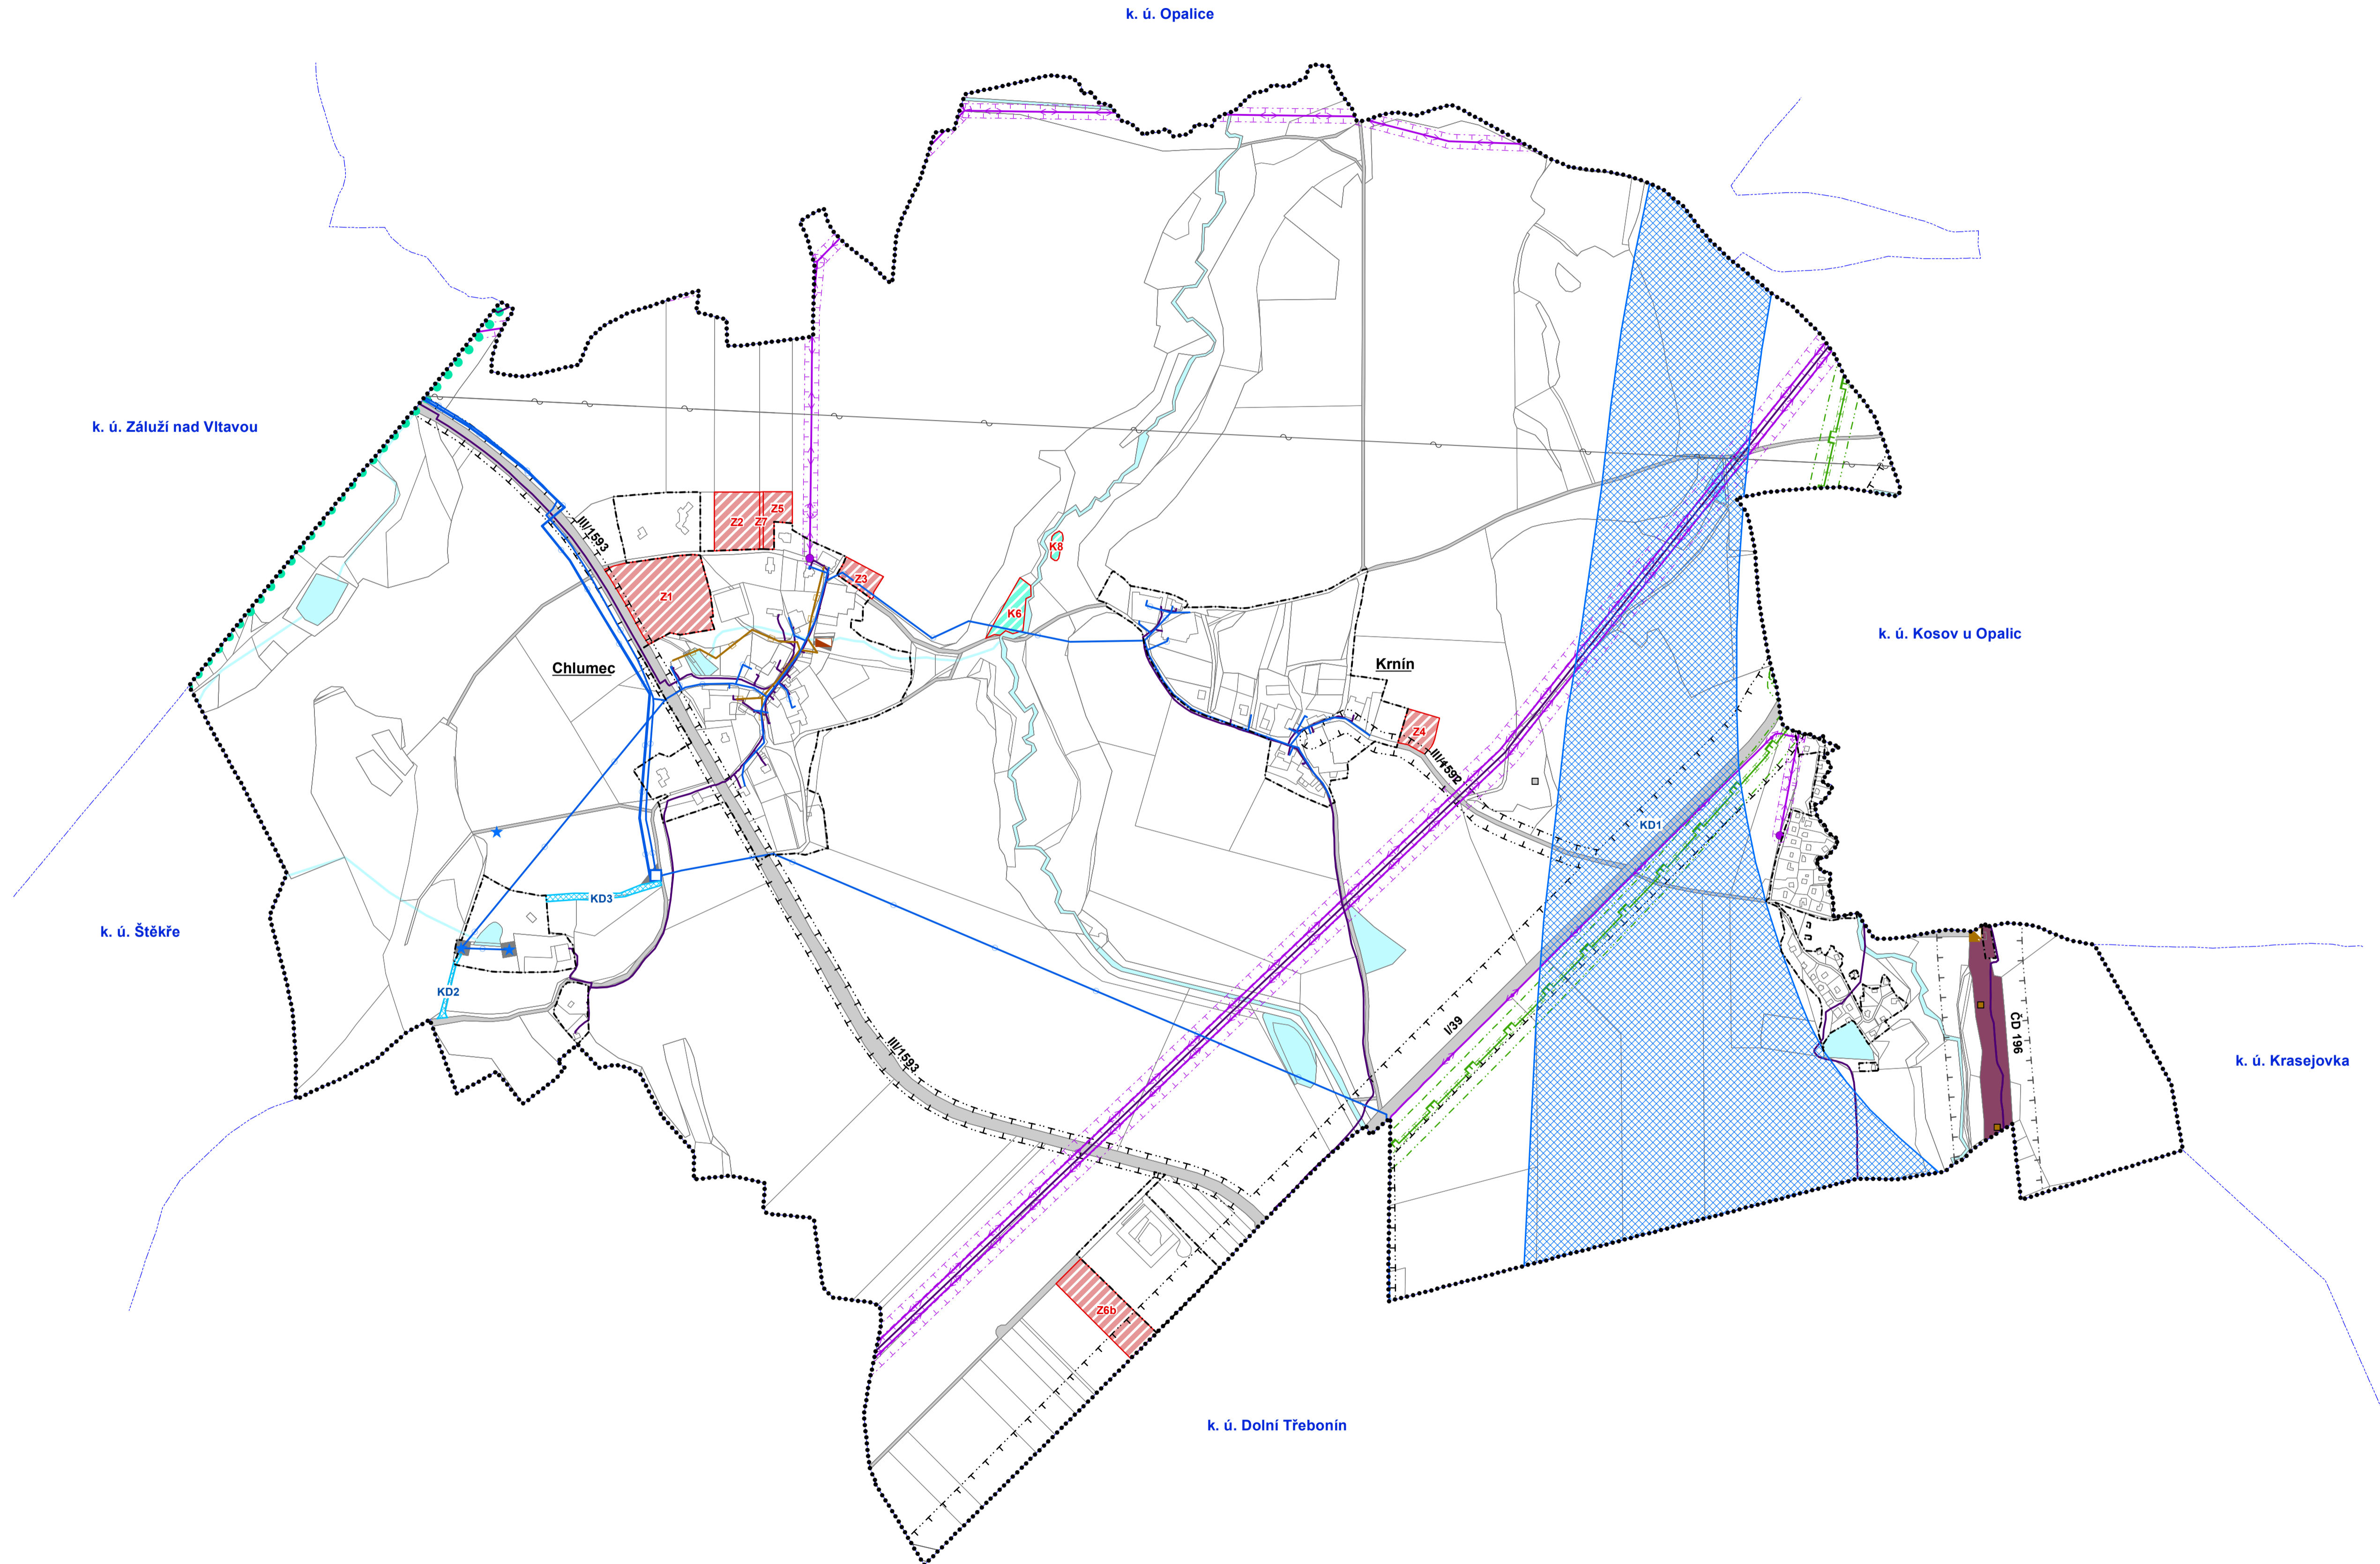 k. ú. Opalice
k. ú. Záluží nad Vltavou
III/1593
Z2
Z7
Z5
Z3
Z1
K8
K6
k. ú. Kosov u Opalic
Chlumec
Krnín
Z4
III/1592
KD1
KD3
k. ú. Štěkře
KD2
I/39
ČD 196
III/1593
k. ú. Krasejovka
Z6b
k. ú. Dolní Třebonín